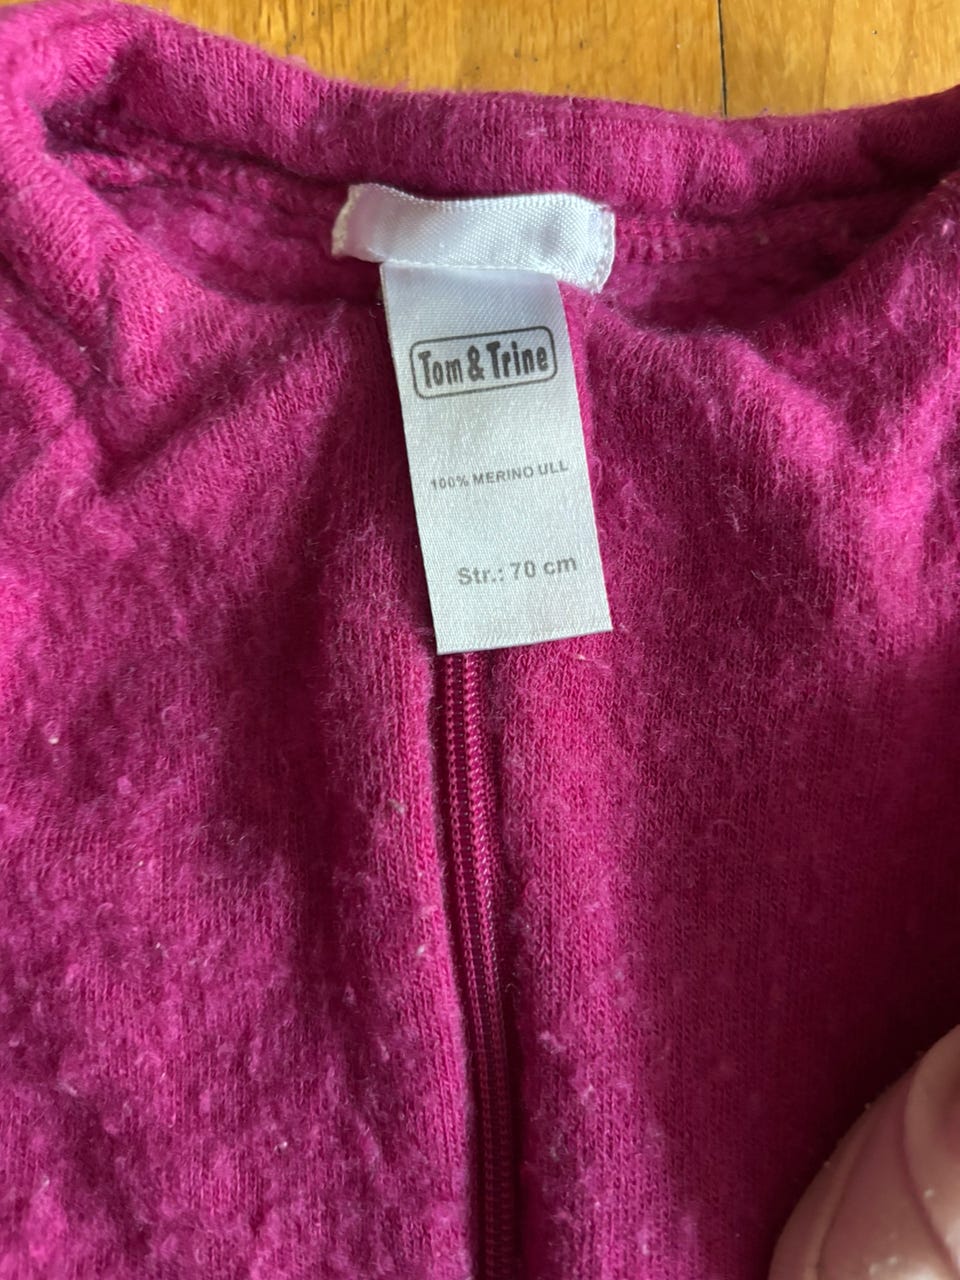 Tom & Trine
100% MERINO ULL
Str.: 70 cm